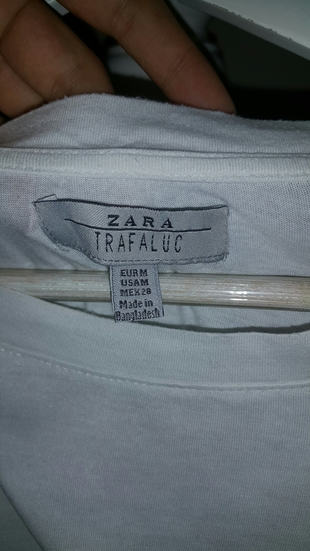 ZARA
TRAFALUC
EUR M
USA M
MEX 28
Made in
Bangladesh